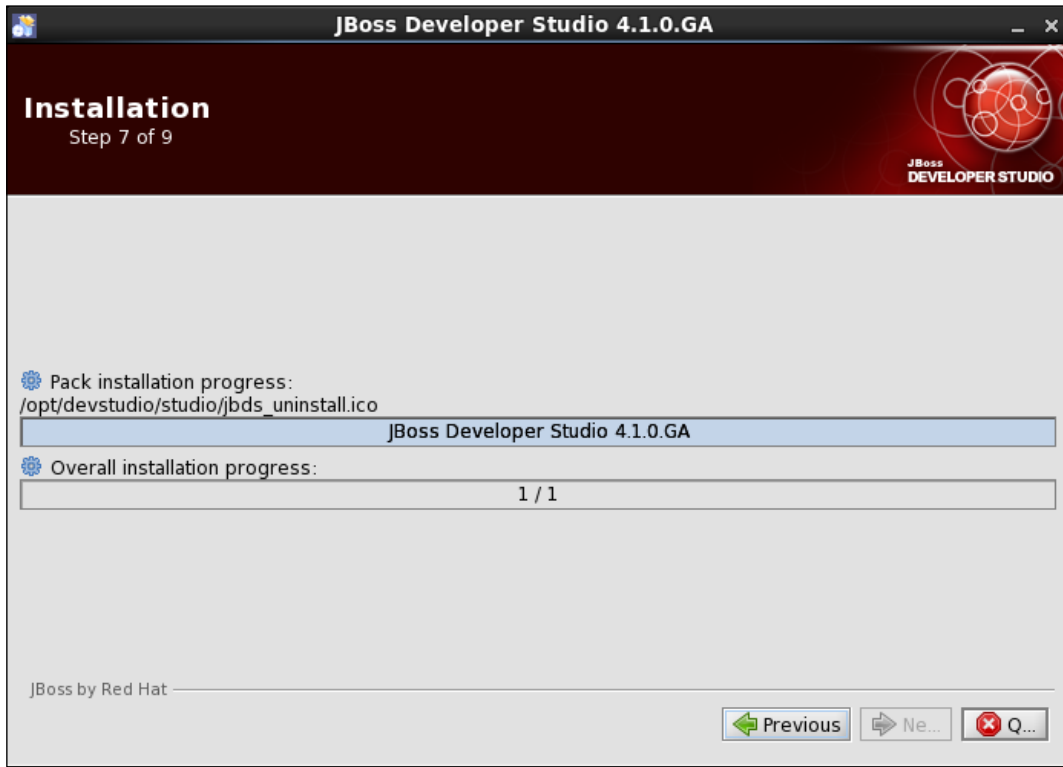 JBoss Developer Studio 4.1.0.GA
Installation
Step 7 of 9
JBoss
DEVELOPER STUDIO
Pack installation progress:
/opt/devstudio/studio/jbds_uninstall.ico
JBoss Developer Studio 4.1.0.GA
Overall installation progress:
1 / 1
JBoss by Red Hat
Previous Ne... Q...